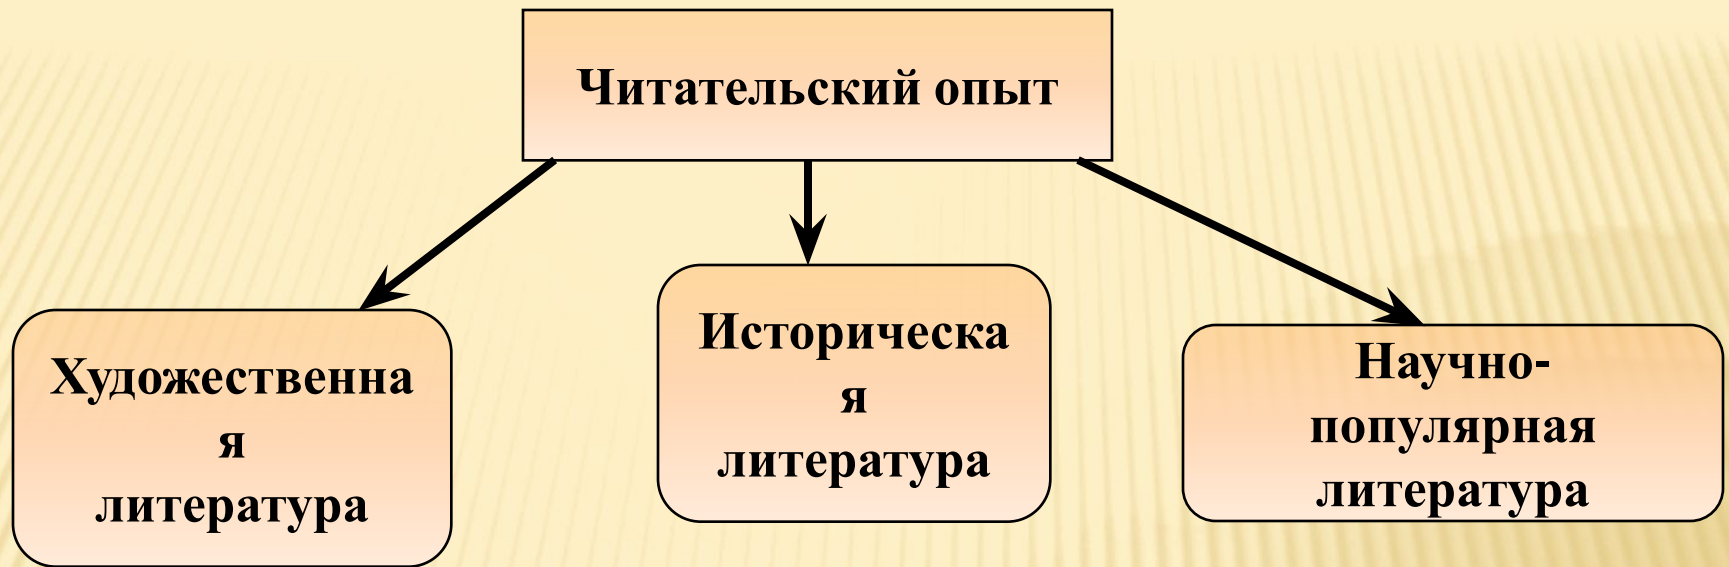 Читательский опыт
Художественна
я
литература
Историческа
я
литература
Научно-
популярная
литература